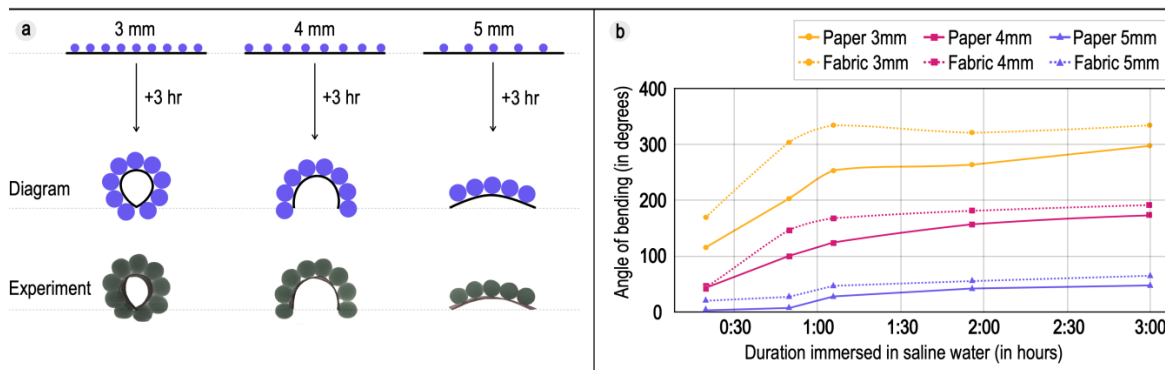 a
3 mm 4 mm 5 mm
+3 hr +3 hr +3 hr
Diagram
Experiment
b
Paper 3mm Paper 4mm Paper 5mm
Fabric 3mm Fabric 4mm Fabric 5mm
Angle of bending (in degrees)
400
300
200
100
0
0:30 1:00 1:30 2:00 2:30 3:00
Duration immersed in saline water (in hours)